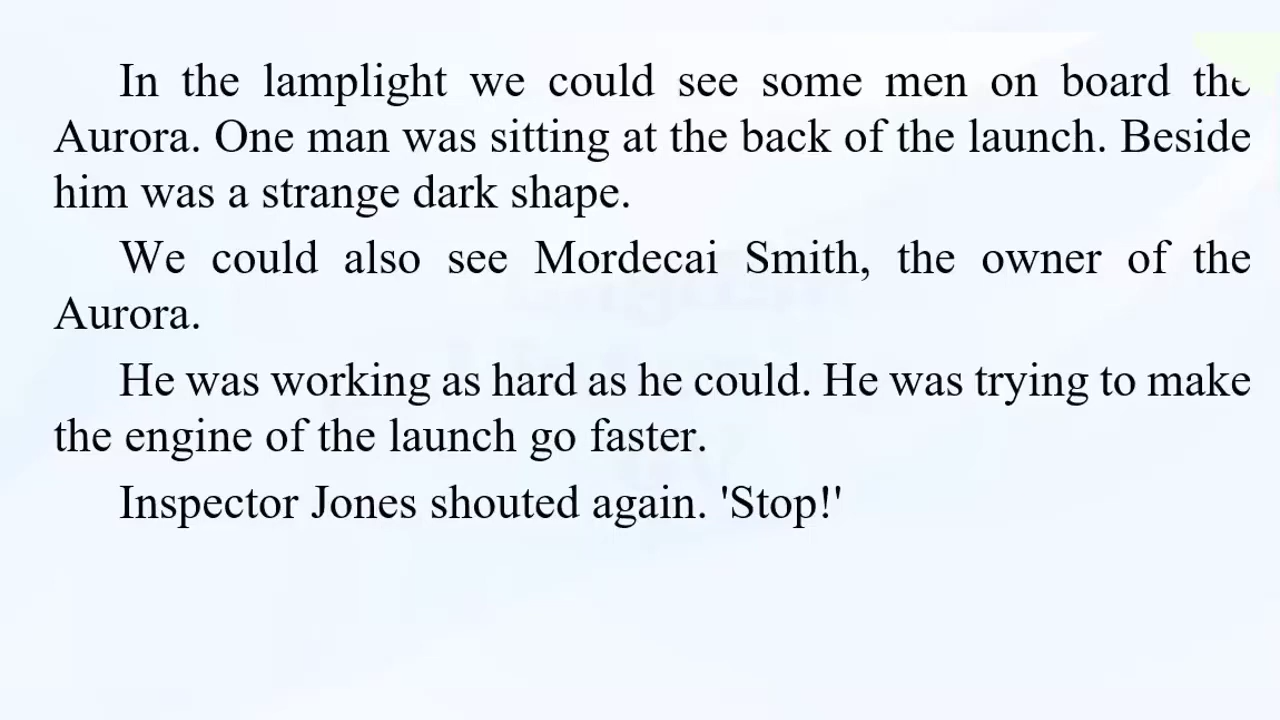 In the lamplight we could see some men on board the
Aurora. One man was sitting at the back of the launch. Beside
him was a strange dark shape.
We could also see Mordecai Smith, the owner of the
Aurora.
He was working as hard as he could. He was trying to make
the engine of the launch go faster.
Inspector Jones shouted again. 'Stop!'